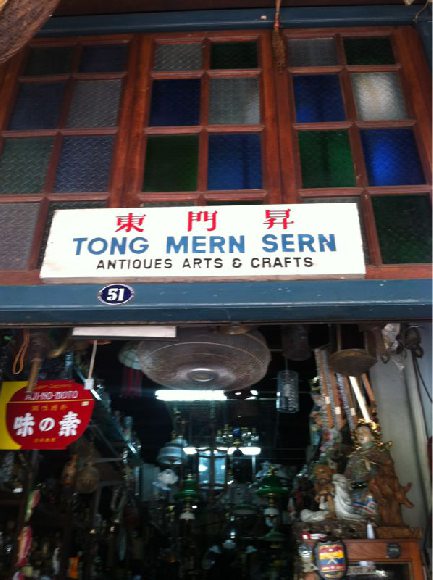 東門昇
TONG MERN SERN
ANTIQUES ARTS & CRAFTS
51
AJI-NO-MOTO
味の素